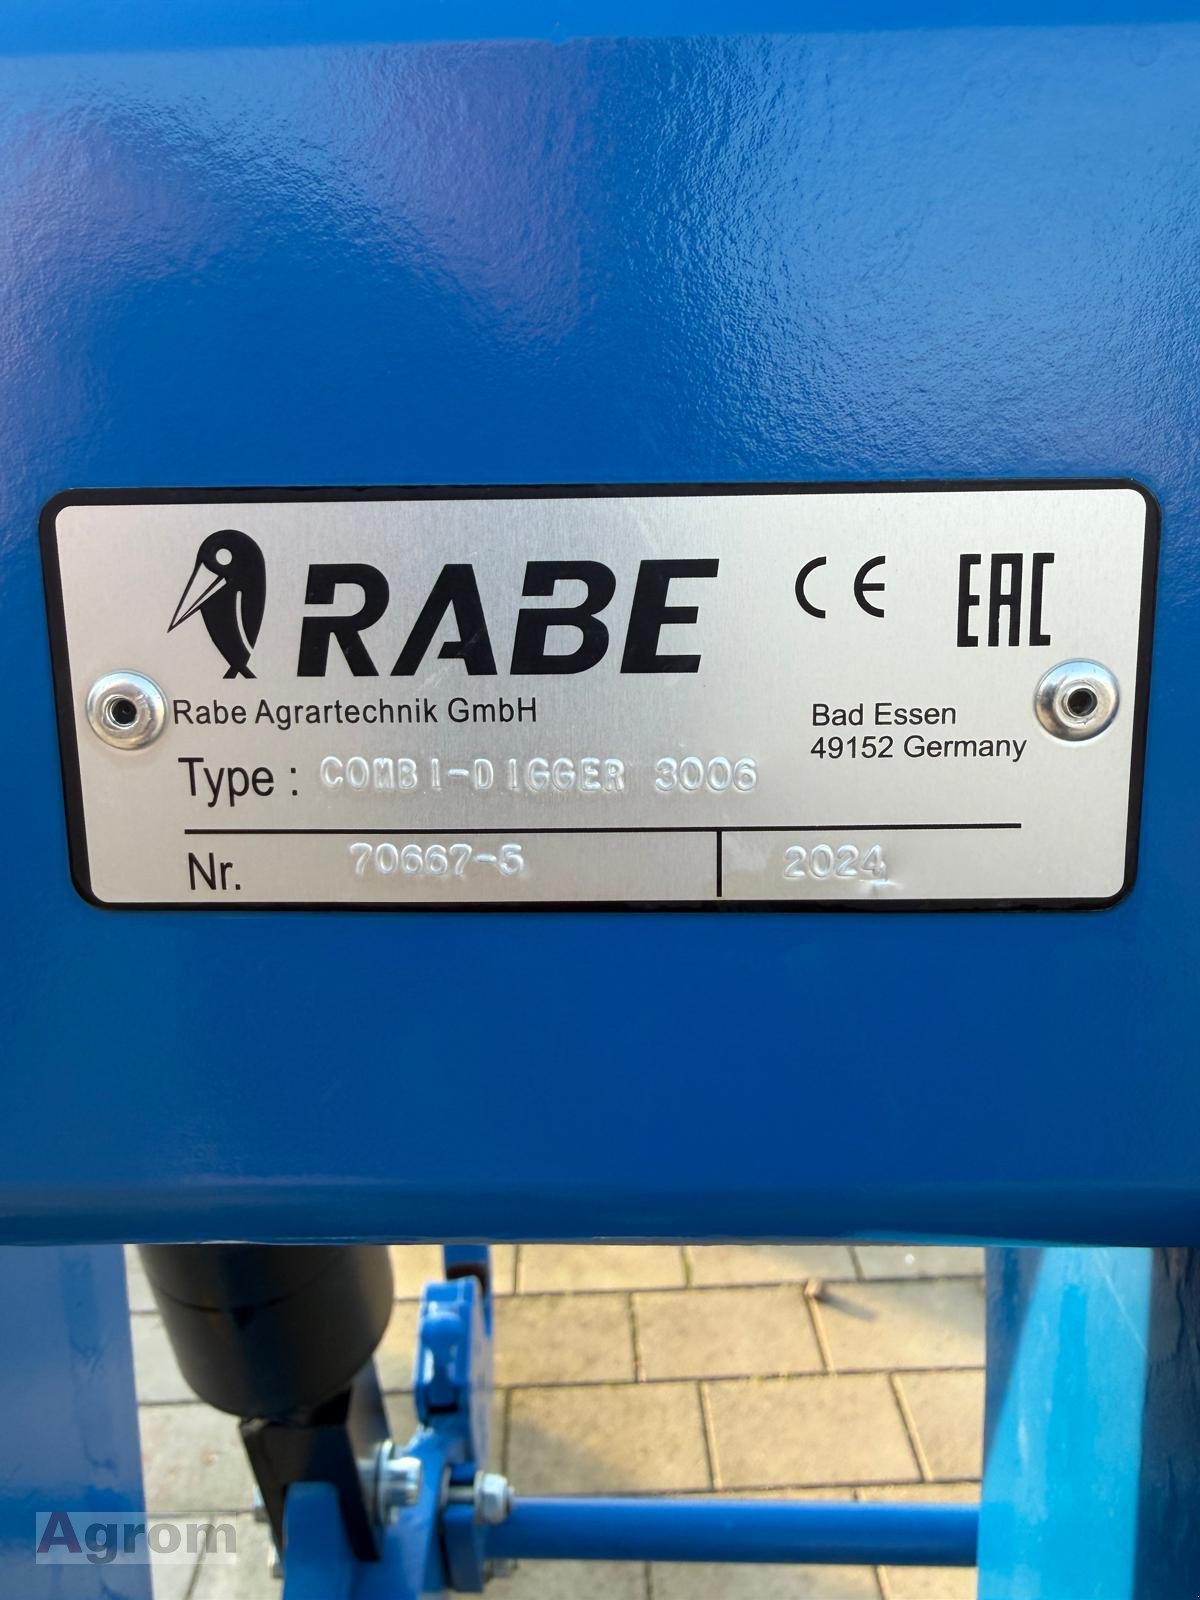 RABE CE EAC
Rabe Agrartechnik GmbH
Bad Essen
49152 Germany
Type : COMBI-DIGGER 3006
Nr. 70667-5 2024
Agrom